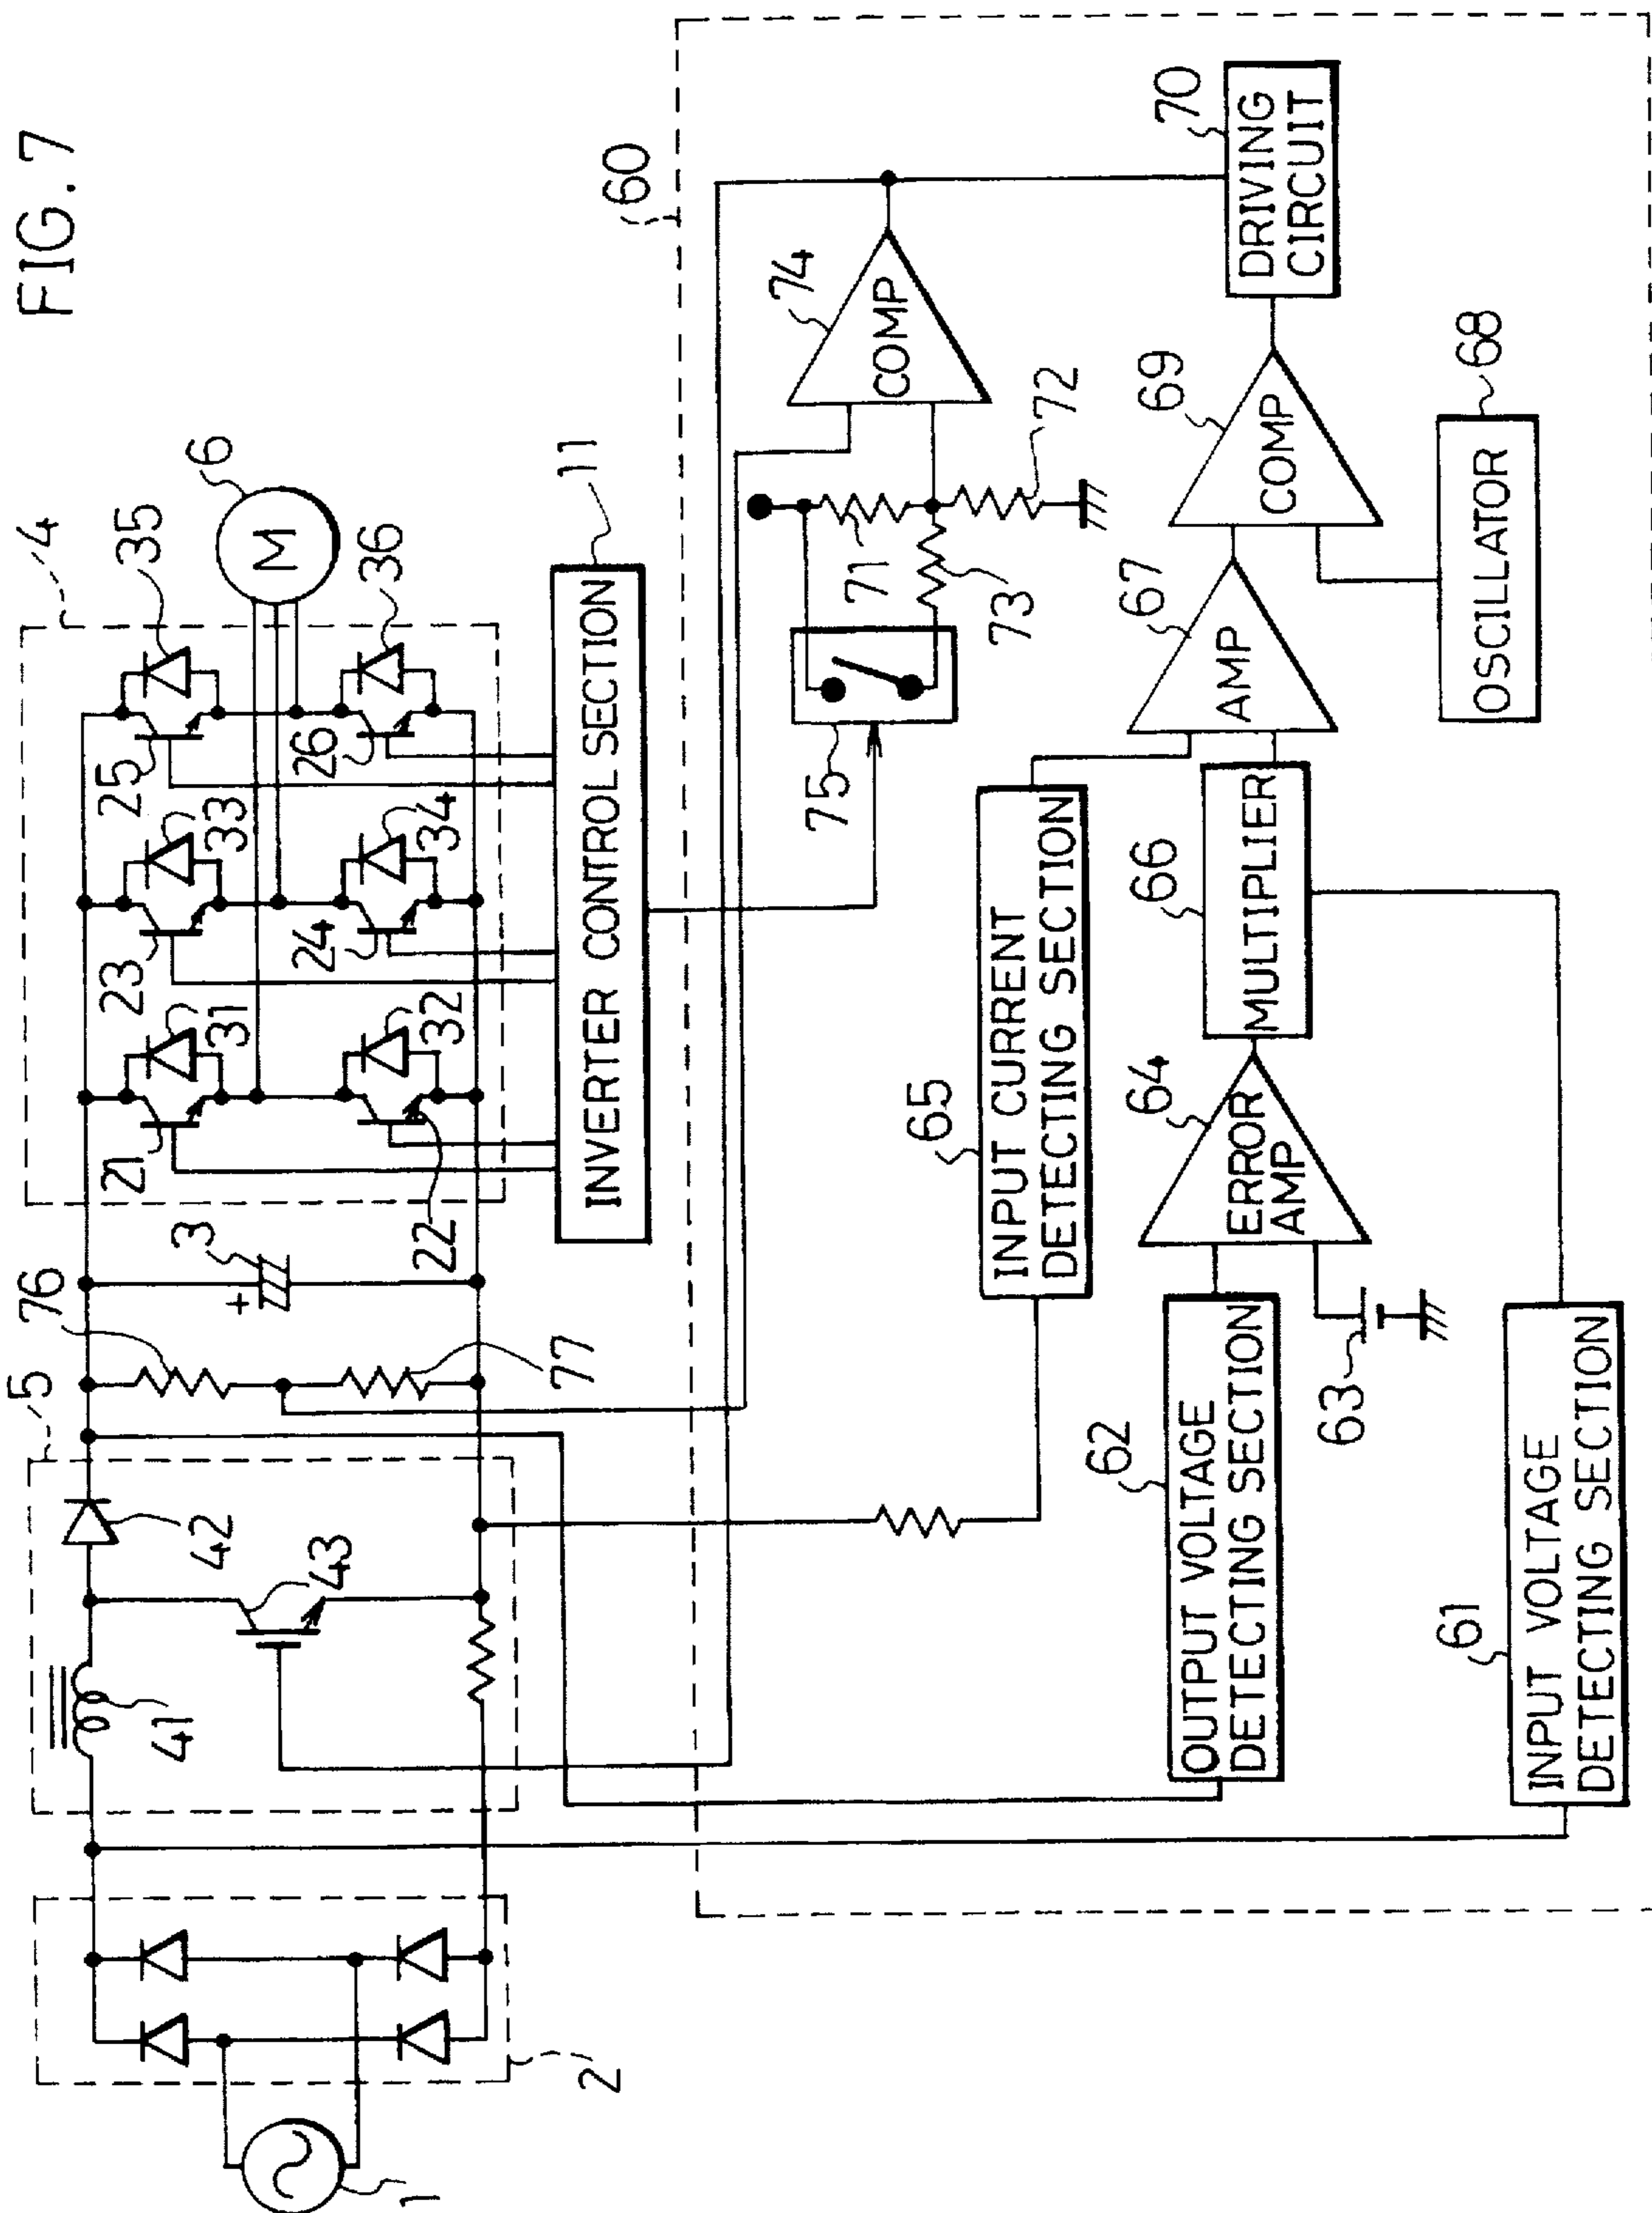 FIG. 7
1
2
41
42
43
5
76
77
3
4
21
31
22
32
23
33
24
34
25
35
26
36
M
6
INVERTER CONTROL SECTION
11
60
75
71
73
72
COMP
74
65
INPUT CURRENT
DETECTING SECTION
62
OUTPUT VOLTAGE
DETECTING SECTION
63
ERROR
AMP
64
MULTIPLIER
66
AMP
67
COMP
69
DRIVING
CIRCUIT
70
OSCILLATOR
68
61
INPUT VOLTAGE
DETECTING SECTION
+